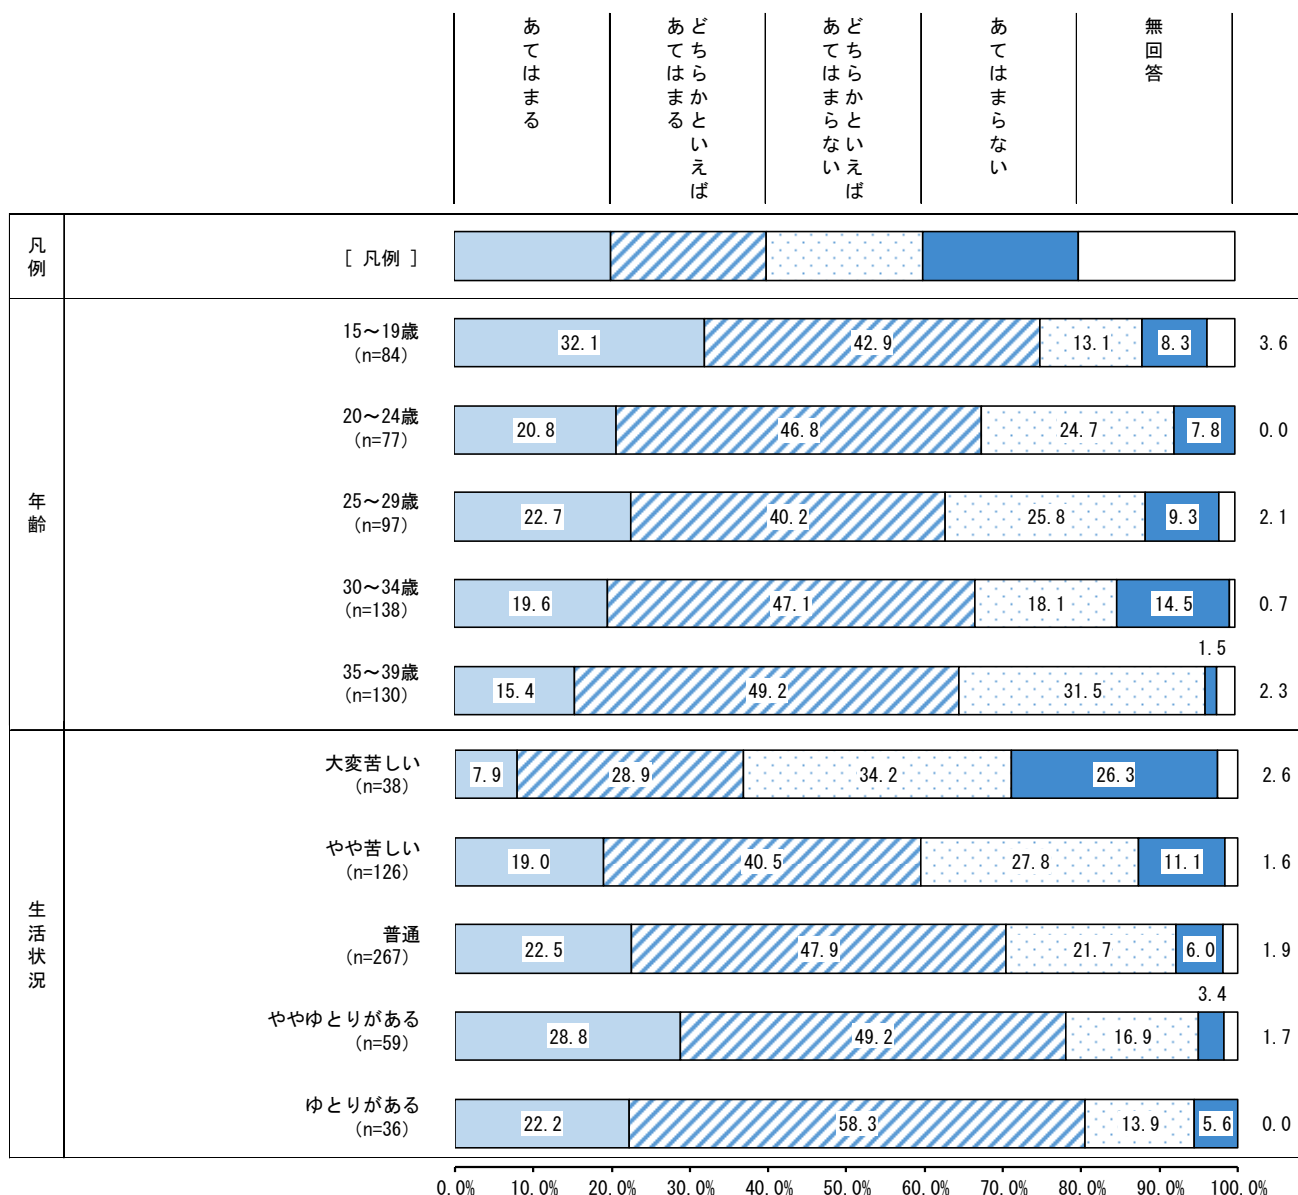 あてはまる
どちらかといえば
あてはまる
どちらかといえば
あてはまらない
あてはまらない
無回答
凡例
[ 凡例 ]
年齢
15～19歳
(n=84)
32.1 42.9 13.1 8.3 3.6
20～24歳
(n=77)
20.8 46.8 24.7 7.8 0.0
25～29歳
(n=97)
22.7 40.2 25.8 9.3 2.1
30～34歳
(n=138)
19.6 47.1 18.1 14.5 0.7
35～39歳
(n=130)
1.5
15.4 49.2 31.5 2.3
生活状況
大変苦しい
(n=38)
7.9 28.9 34.2 26.3 2.6
やや苦しい
(n=126)
19.0 40.5 27.8 11.1 1.6
普通
(n=267)
22.5 47.9 21.7 6.0 1.9
ややゆとりがある
(n=59)
3.4
28.8 49.2 16.9 1.7
ゆとりがある
(n=36)
22.2 58.3 13.9 5.6 0.0
0.0% 10.0% 20.0% 30.0% 40.0% 50.0% 60.0% 70.0% 80.0% 90.0% 100.0%